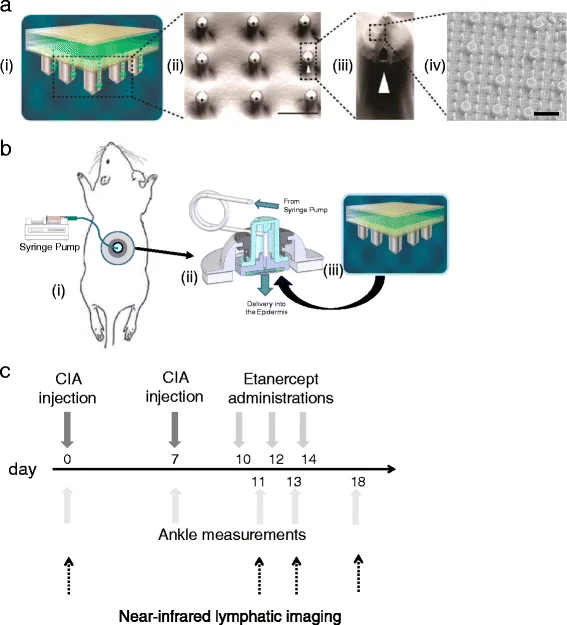 a
(i)
(ii)
(iii)
(iv)
b
From
Syringe Pump
Syringe Pump
(i)
(ii)
(iii)
Delivery into
the Epidermis
c
CIA
injection
CIA
injection
Etanercept
administrations
day
0
7
10
12
14
11
13
18
Ankle measurements
Near-infrared lymphatic imaging